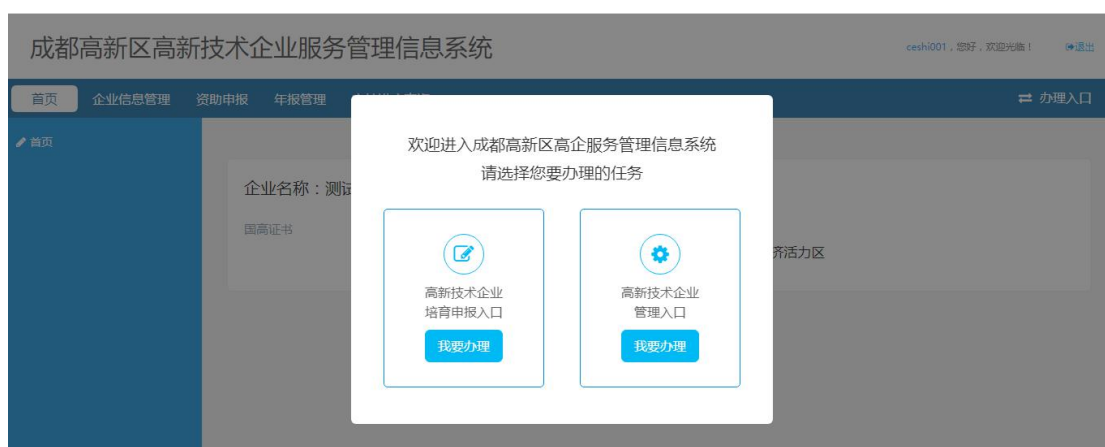 成都高新区高新技术企业服务管理信息系统
ceshi001，您好，欢迎光临！ 退出
首页 企业信息管理 资助申报 年报管理 办理入口
首页
企业名称：测试
国高证书
济活力区
欢迎进入成都高新区高企服务管理信息系统
请选择您要办理的任务
高新技术企业
培育申报入口
我要办理
高新技术企业
管理入口
我要办理